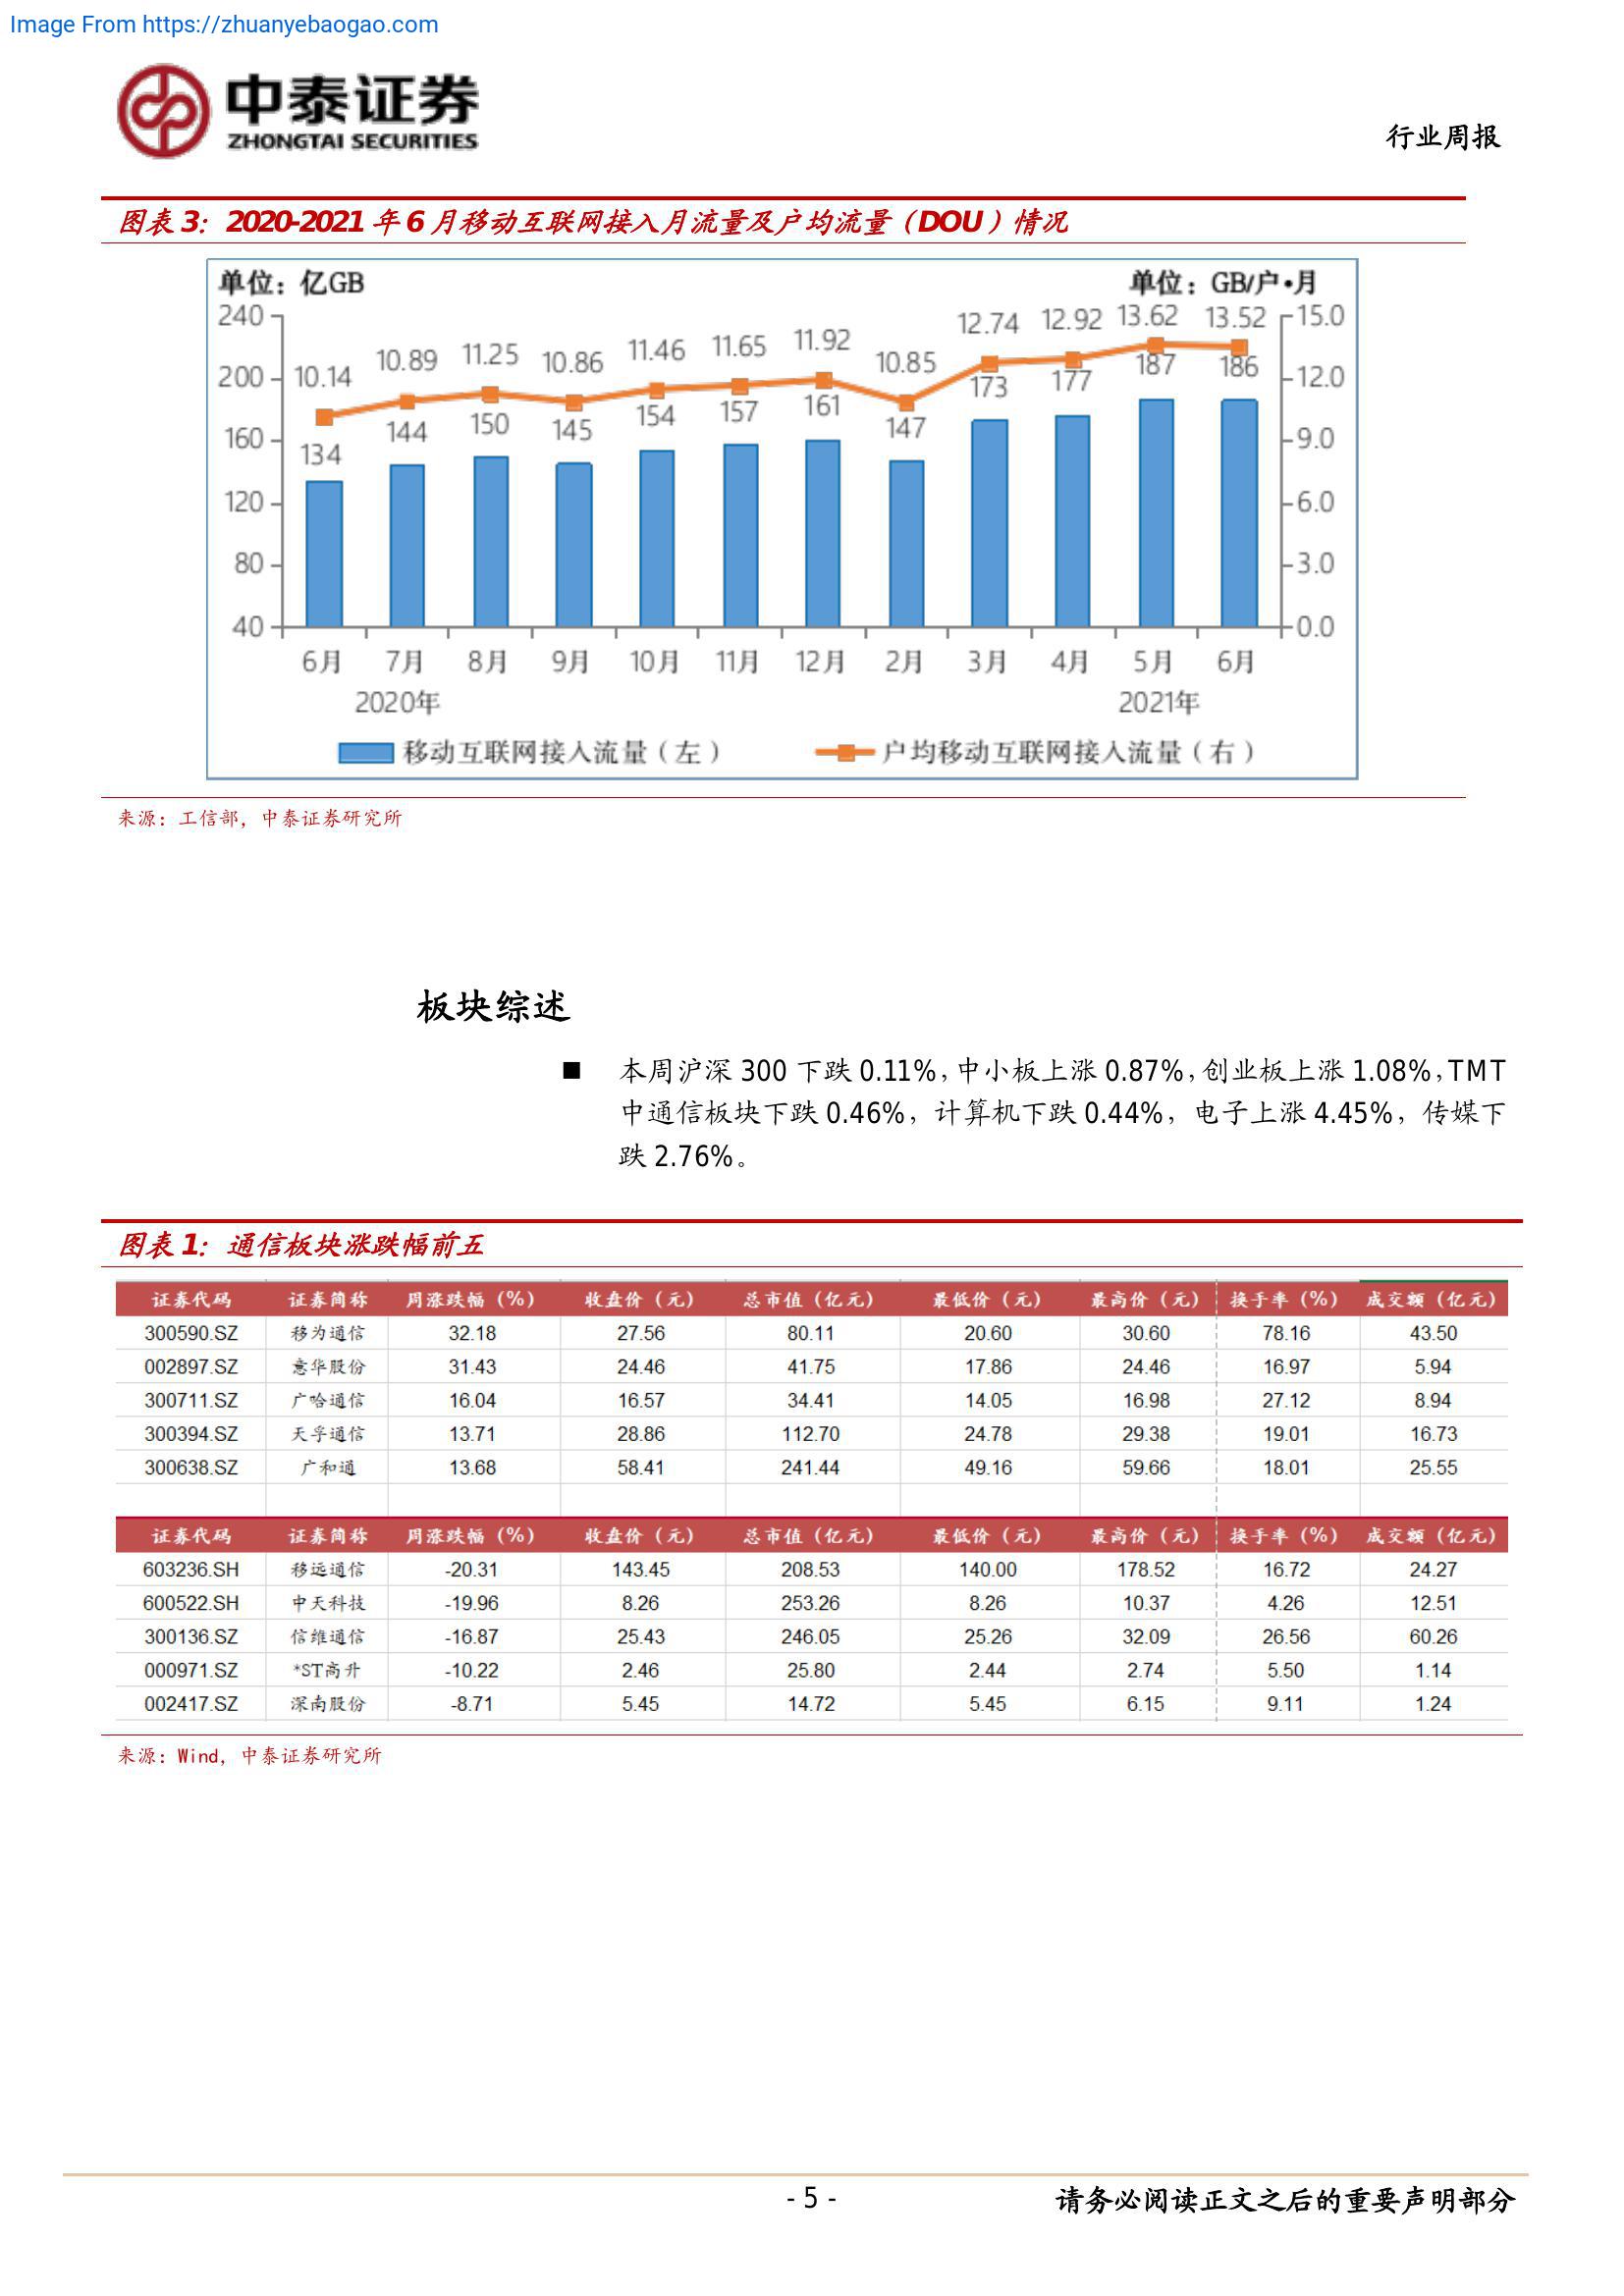 Image From https://zhuanyebaogao.com
中泰证券
ZHONGTAI SECURITIES
行业周报
图表 3：2020-2021 年 6 月移动互联网接入月流量及户均流量（DOU）情况
单位：亿GB 单位：GB/户•月
240 200 160 120 80 40
15.0 12.0 9.0 6.0 3.0 0.0
10.14 10.89 11.25 10.86 11.46 11.65 11.92 10.85 12.74 12.92 13.62 13.52
134 144 150 145 154 157 161 147 173 177 187 186
6月 7月 8月 9月 10月 11月 12月 2月 3月 4月 5月 6月
2020年 2021年
移动互联网接入流量（左） 户均移动互联网接入流量（右）
来源：工信部，中泰证券研究所
板块综述
■ 本周沪深 300 下跌 0.11%，中小板上涨 0.87%，创业板上涨 1.08%，TMT
中通信板块下跌 0.46%，计算机下跌 0.44%，电子上涨 4.45%，传媒下
跌 2.76%。
图表 1：通信板块涨跌幅前五
证券代码 证券简称 周涨跌幅（%） 收盘价（元） 总市值（亿元） 最低价（元） 最高价（元） 换手率（%） 成交额（亿元）
300590.SZ 移为通信 32.18 27.56 80.11 20.60 30.60 78.16 43.50
002897.SZ 意华股份 31.43 24.46 41.75 17.86 24.46 16.97 5.94
300711.SZ 广哈通信 16.04 16.57 34.41 14.05 16.98 27.12 8.94
300394.SZ 天孚通信 13.71 28.86 112.70 24.78 29.38 19.01 16.73
300638.SZ 广和通 13.68 58.41 241.44 49.16 59.66 18.01 25.55
证券代码 证券简称 周涨跌幅（%） 收盘价（元） 总市值（亿元） 最低价（元） 最高价（元） 换手率（%） 成交额（亿元）
603236.SH 移远通信 -20.31 143.45 208.53 140.00 178.52 16.72 24.27
600522.SH 中天科技 -19.96 8.26 253.26 8.26 10.37 4.26 12.51
300136.SZ 信维通信 -16.87 25.43 246.05 25.26 32.09 26.56 60.26
000971.SZ *ST高升 -10.22 2.46 25.80 2.44 2.74 5.50 1.14
002417.SZ 深南股份 -8.71 5.45 14.72 5.45 6.15 9.11 1.24
来源：Wind，中泰证券研究所
- 5 -
请务必阅读正文之后的重要声明部分